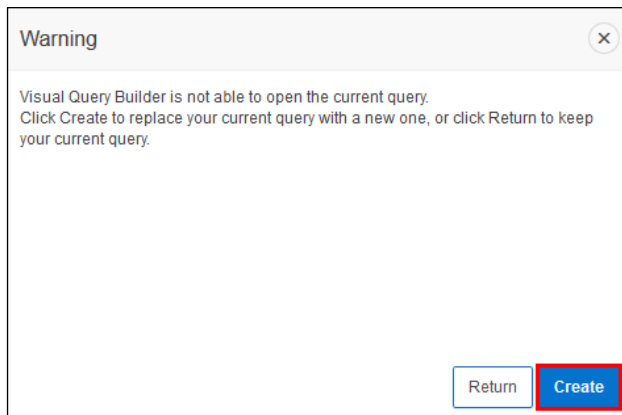 Warning
Visual Query Builder is not able to open the current query.
Click Create to replace your current query with a new one, or click Return to keep
your current query.
Return
Create